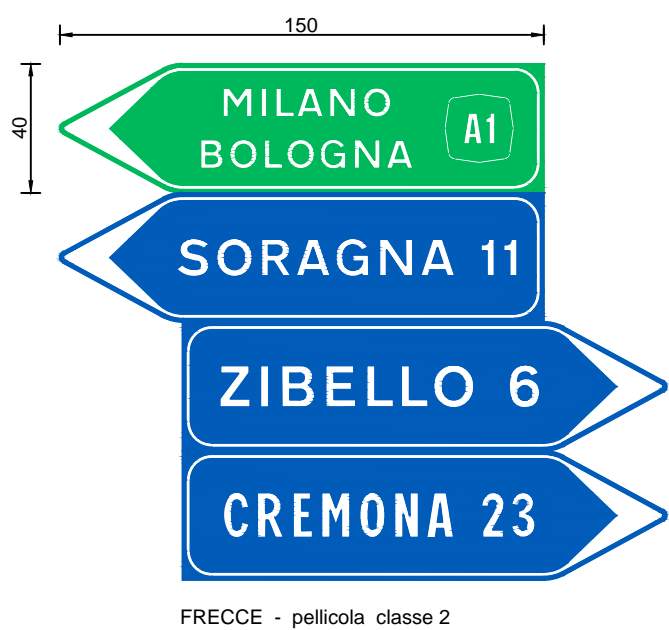 150
40
MILANO
BOLOGNA
A1
SORAGNA 11
ZIBELLO 6
CREMONA 23
FRECCE - pellicola classe 2